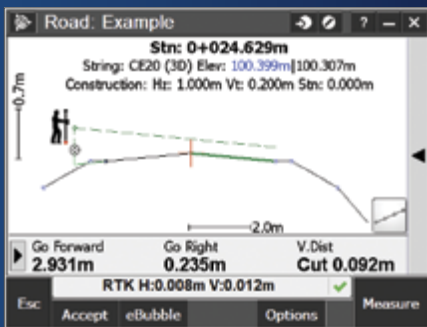 Road: Example
Stn: 0+024.629m
String: CE20 (3D) Elev: 100.399m|100.307m
Construction: Hz: 1.000m Vt: 0.200m Stn: 0.000m
0.7m
2.0m
Go Forward Go Right V.Dist
2.931m 0.235m Cut 0.092m
RTK H:0.008m V:0.012m
Esc Accept eBubble Options Measure